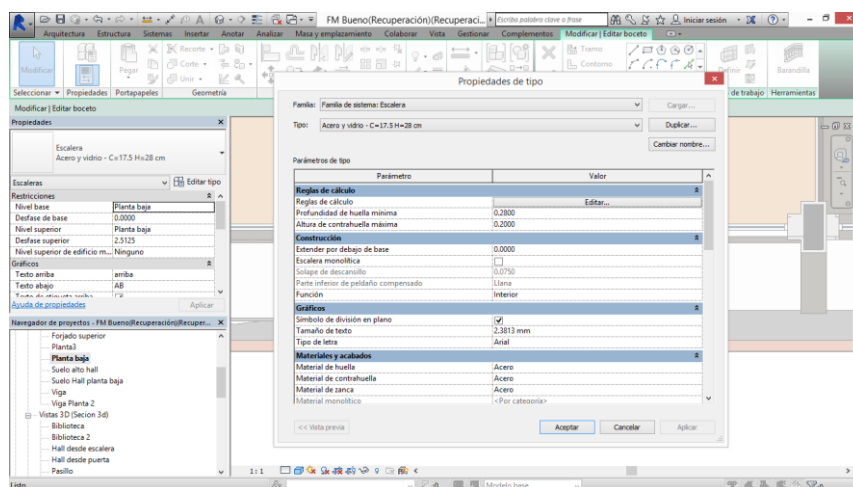 FM Bueno(Recuperación)(Recuperaci...
Escriba palabra clave o frase
Iniciar sesión
Arquitectura Estructura Sistemas Insertar Anotar Analizar Masa y emplazamiento Colaborar Vista Gestionar Complementos Modificar | Editar boceto
Modificar
Pegar
Recorte
Corte
Unir
Tramo
Contorno
Barandilla
Seleccionar Propiedades Portapapeles Geometría
de trabajo Herramientas
Modificar | Editar boceto
Propiedades
Escalera
Acero y vidrio - C=17.5 H=28 cm
Escaleras
Editar tipo
Restricciones
Nivel base Planta baja
Desfase de base 0.0000
Nivel superior Planta baja
Desfase superior 2.5125
Nivel superior de edificio m... Ninguno
Gráficos
Texto arriba arriba
Texto abajo AB
Texto de etiqueta arriba
Ayuda de propiedades Aplicar
Navegador de proyectos - FM Bueno(Recuperación)(Recuper...
Forjado superior
Planta3
Planta baja
Suelo alto hall
Suelo Hall planta baja
Viga
Viga Planta 2
Vistas 3D (Secion 3d)
Biblioteca
Biblioteca 2
Hall desde escalera
Hall desde puerta
Pasillo
Propiedades de tipo
Familia: Familia de sistema: Escalera Cargar...
Tipo: Acero y vidrio - C=17.5 H=28 cm Duplicar...
Cambiar nombre...
Parámetros de tipo
Parámetro Valor
Reglas de cálculo
Reglas de cálculo Editar...
Profundidad de huella mínima 0.2800
Altura de contrahuella máxima 0.2000
Construcción
Extender por debajo de base 0.0000
Escalera monolítica
Solape de descansillo 0.0750
Parte inferior de peldaño compensado Llana
Función Interior
Gráficos
Símbolo de división en plano
Tamaño de texto 2.3813 mm
Tipo de letra Arial
Materiales y acabados
Material de huella Acero
Material de contrahuella Acero
Material de zanca Acero
Material monolítico <Por categoría>
<< Vista previa Aceptar Cancelar Aplicar
1:1
Listo
Modelo base